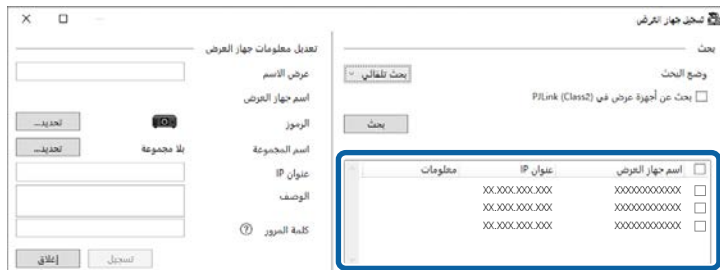 تسجيل جهاز العرض
بحث
وضع البحث
بحث تلقائي
بحث عن أجهزة عرض في PJLink (Class2)
بحث
اسم جهاز العرض عنوان IP معلومات
XXXXXXXXXXXX XX.XXX.XXX.XXX
XXXXXXXXXXXX XX.XXX.XXX.XXX
XXXXXXXXXXXX XX.XXX.XXX.XXX
تعديل معلومات جهاز العرض
عرض الاسم
اسم جهاز العرض
الرموز تحديد...
اسم المجموعة بلا مجموعة تحديد...
عنوان IP
الوصف
كلمة المرور ?
تسجيل إغلاق